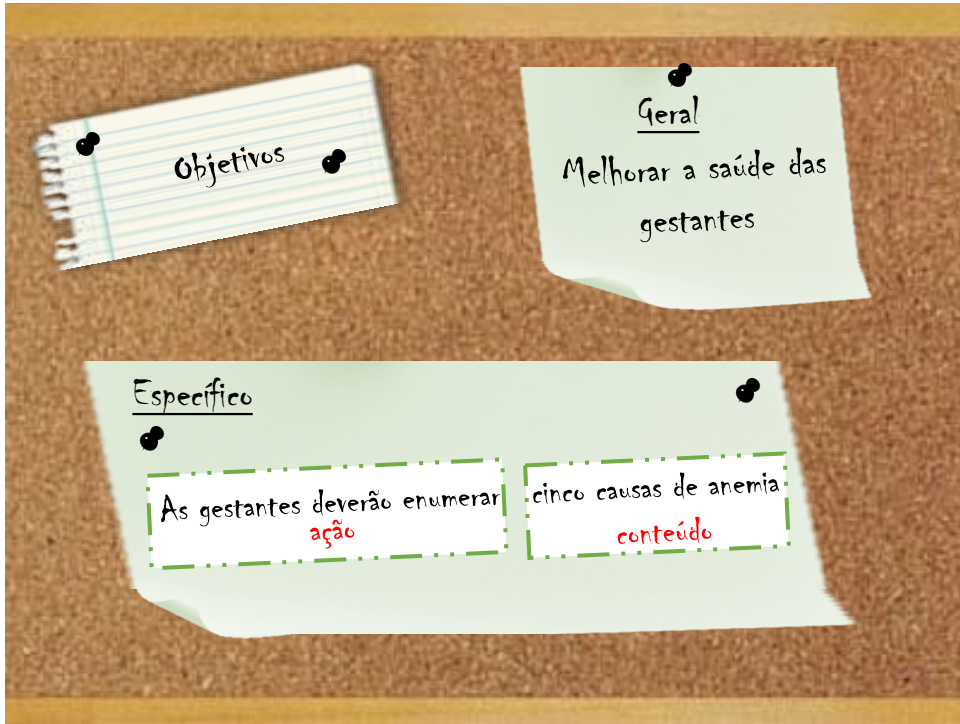 Objetivos
Geral
Melhorar a saúde das
gestantes
Específico
As gestantes deverão enumerar
ação
cinco causas de anemia
conteúdo